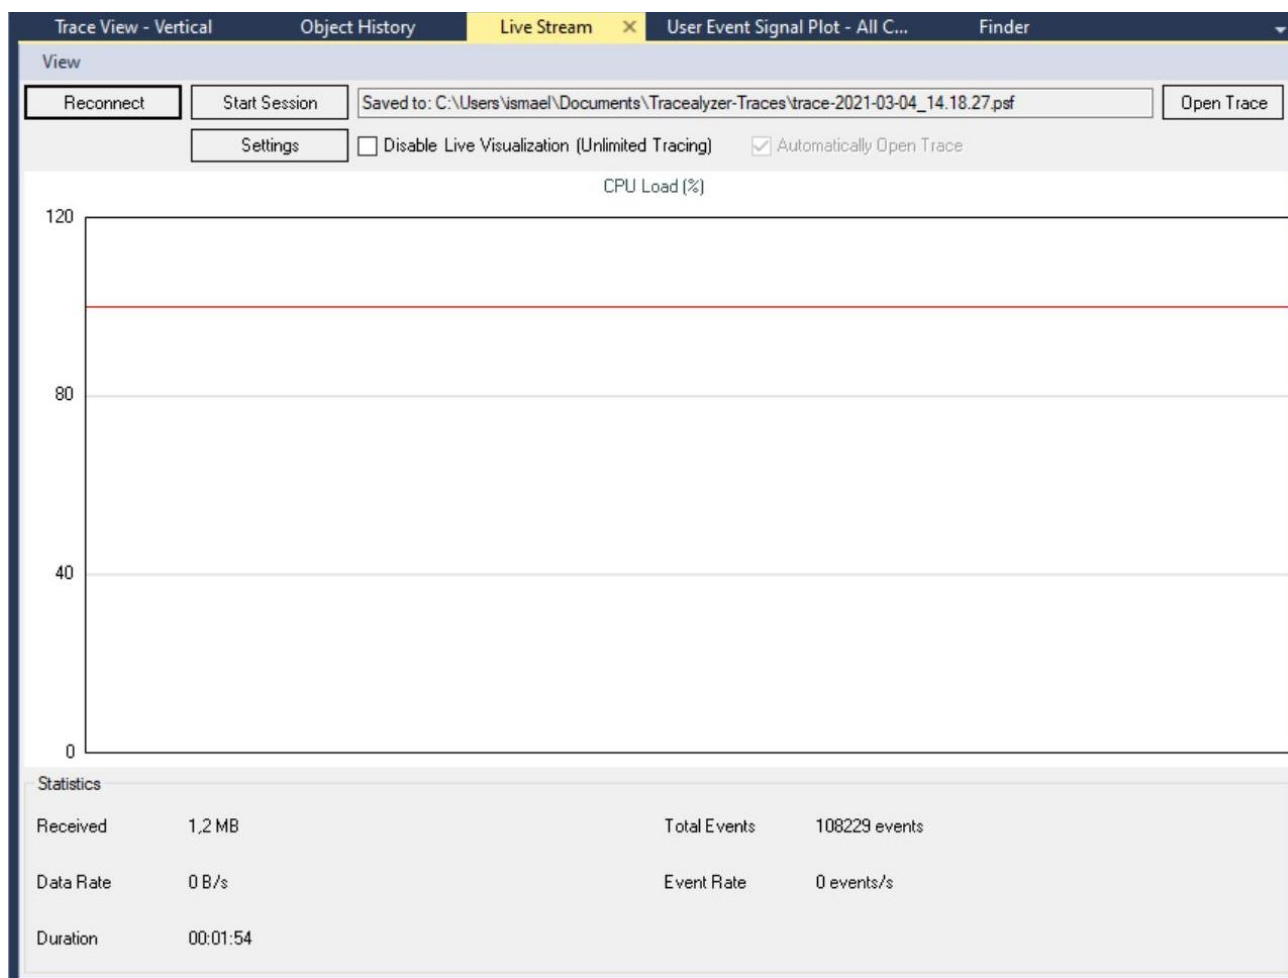 Trace View - Vertical Object History Live Stream User Event Signal Plot - All C... Finder
View
Reconnect Start Session Saved to: C:\Users\ismael\Documents\Tracealyzer-Traces\trace-2021-03-04_14.18.27.psf Open Trace
Settings Disable Live Visualization (Unlimited Tracing) Automatically Open Trace
CPU Load (%)
120
80
40
0
Statistics
Received 1,2 MB Total Events 108229 events
Data Rate 0 B/s Event Rate 0 events/s
Duration 00:01:54